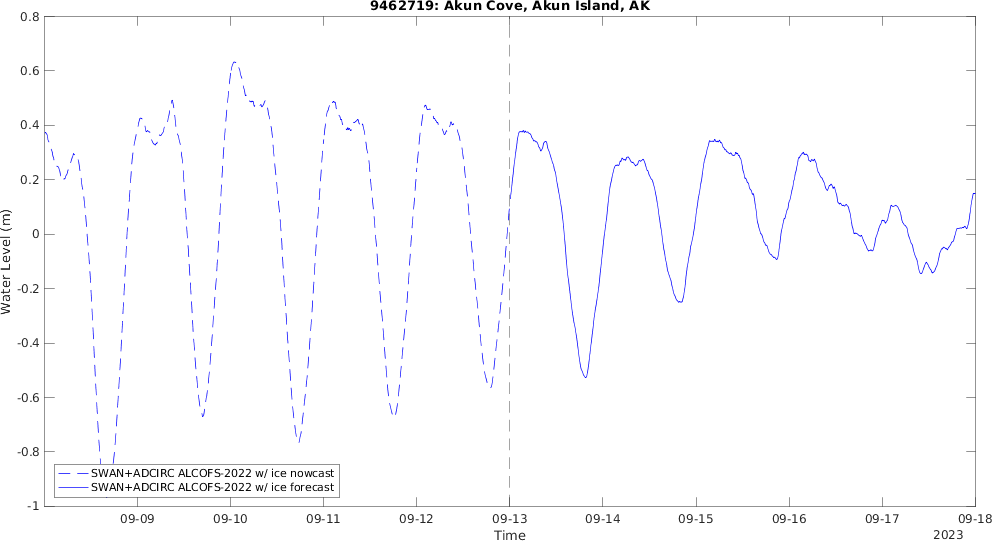 9462719: Akun Cove, Akun Island, AK
0.8
0.6
0.4
0.2
0
-0.2
-0.4
-0.6
-0.8
-1
Water Level (m)
SWAN+ADCIRC ALCOFS-2022 w/ ice nowcast
SWAN+ADCIRC ALCOFS-2022 w/ ice forecast
09-09 09-10 09-11 09-12 09-13 09-14 09-15 09-16 09-17 09-18
Time
2023